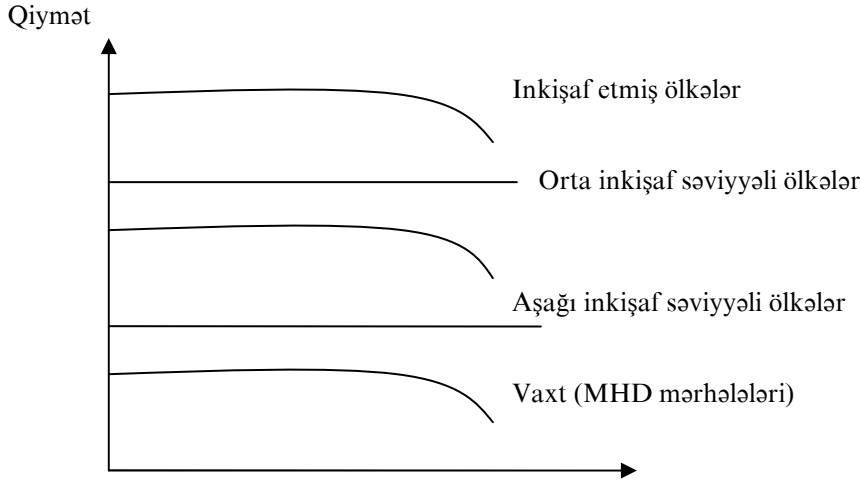 Qiymət
Inkişaf etmiş ölkələr
Orta inkişaf səviyyəli ölkələr
Aşağı inkişaf səviyyəli ölkələr
Vaxt (MHD mərhələləri)